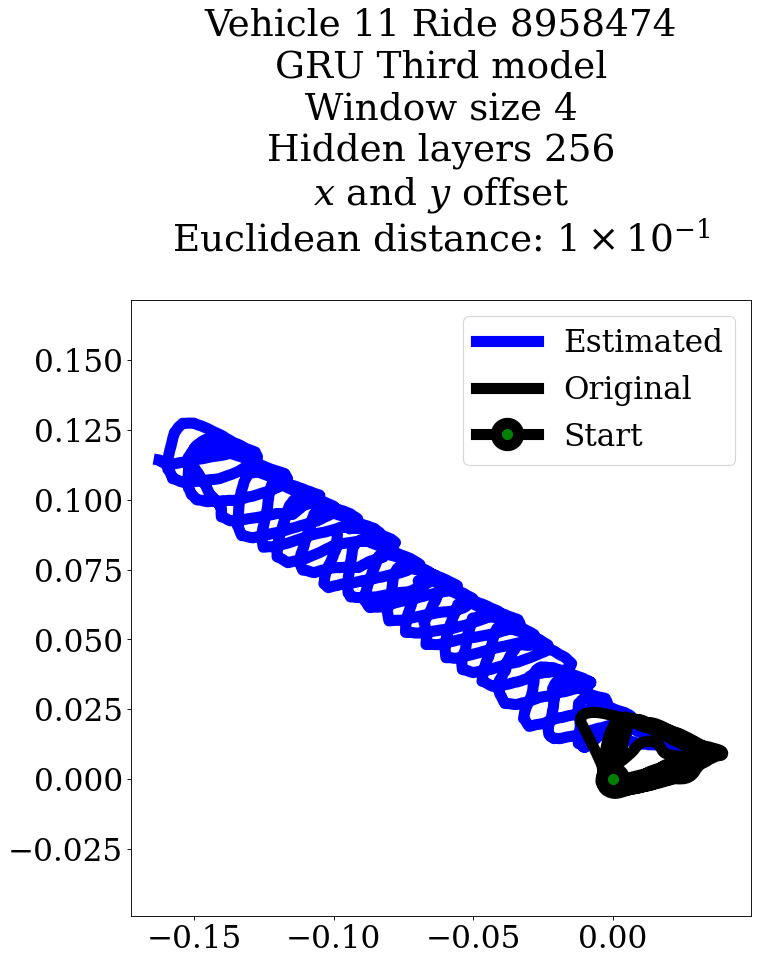 Vehicle 11 Ride 8958474
GRU Third model
Window size 4
Hidden layers 256
x and y offset
Euclidean distance: 1 × 10⁻¹
Estimated
Original
Start
0.150
0.125
0.100
0.075
0.050
0.025
0.000
−0.025
−0.15 −0.10 −0.05 0.00